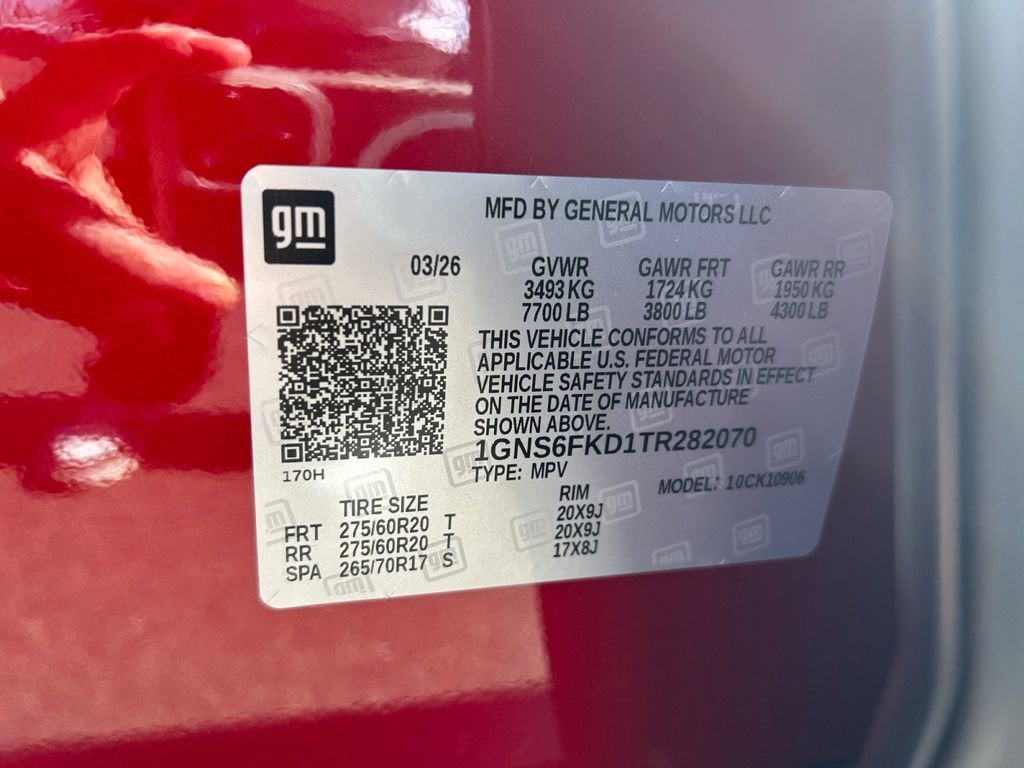 gm
MFD BY GENERAL MOTORS LLC
03/26 GVWR GAWR FRT GAWR RR
3493 KG 1724 KG 1950 KG
7700 LB 3800 LB 4300 LB
THIS VEHICLE CONFORMS TO ALL
APPLICABLE U.S. FEDERAL MOTOR
VEHICLE SAFETY STANDARDS IN EFFECT
ON THE DATE OF MANUFACTURE
SHOWN ABOVE.
1GNS6FKD1TR282070
170H
TYPE: MPV
MODEL: 10CK10906
TIRE SIZE RIM
FRT 275/60R20 T 20X9J
RR 275/60R20 T 20X9J
SPA 265/70R17 S 17X8J